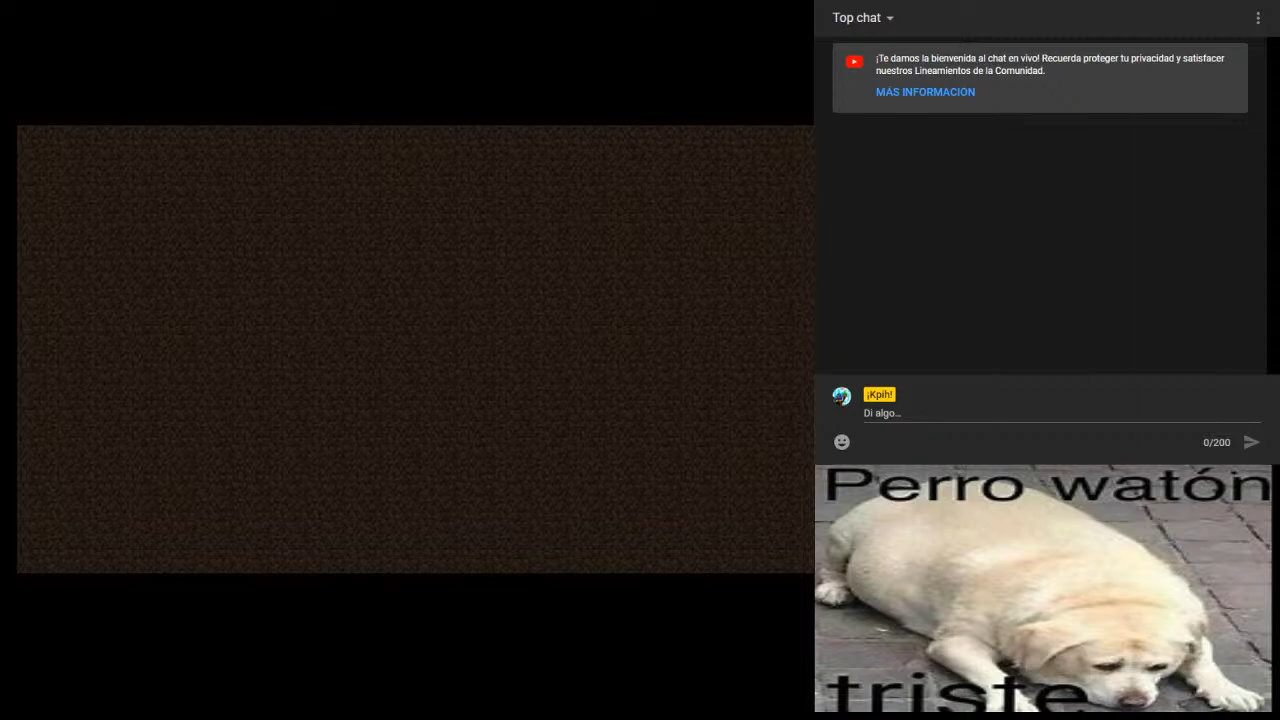 Top chat
¡Te damos la bienvenida al chat en vivo! Recuerda proteger tu privacidad y satisfacer
nuestros Lineamientos de la Comunidad.
MÁS INFORMACIÓN
¡Kpih!
Di algo...
0/200
Perro watón
triste